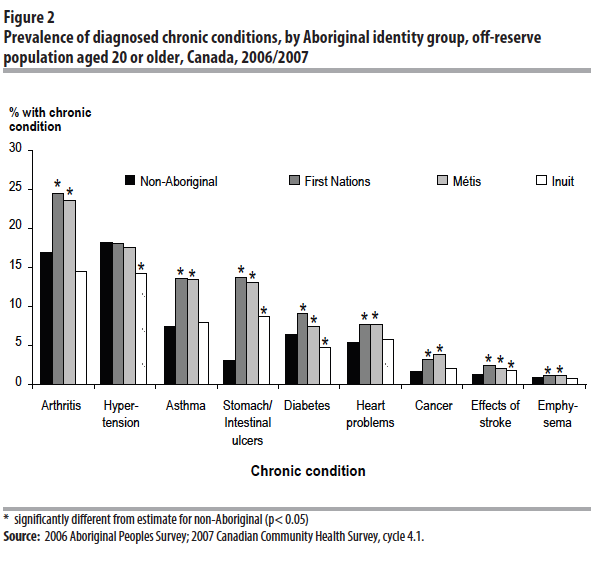 Figure 2
Prevalence of diagnosed chronic conditions, by Aboriginal identity group, off-reserve
population aged 20 or older, Canada, 2006/2007
% with chronic
condition
30
Non-Aboriginal First Nations Métis Inuit
25
* *
20
15
*
* *
* *
*
10
*
*
*
* *
5
* *
* * *
* *
0
Arthritis Hyper- Asthma Stomach/ Diabetes Heart Cancer Effects of Emphy-
tension Intestinal problems stroke sema
ulcers
Chronic condition
* significantly different from estimate for non-Aboriginal (p< 0.05)
Source: 2006 Aboriginal Peoples Survey; 2007 Canadian Community Health Survey, cycle 4.1.